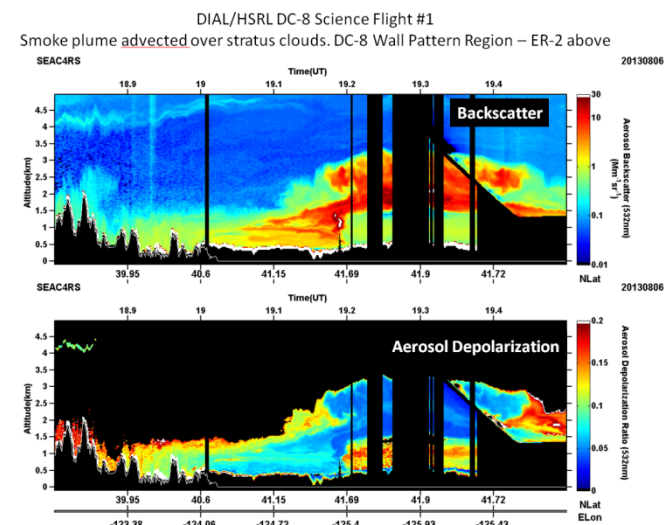 DIAL/HSRL DC-8 Science Flight #1
Smoke plume advected over stratus clouds. DC-8 Wall Pattern Region – ER-2 above
SEAC4RS 20130806
Time(UT)
18.9 19 19.1 19.2 19.3 19.4
Backscatter
Altitude(km)
4.5
4
3.5
3
2.5
2
1.5
1
0.5
0
30
10
1
0.1
0.01
Aerosol Backscatter (532nm)
(Mm⁻¹ sr⁻¹)
39.95 40.6 41.15 41.69 41.9 41.72
NLat
SEAC4RS 20130806
Time(UT)
18.9 19 19.1 19.2 19.3 19.4
Aerosol Depolarization
Altitude(km)
4.5
4
3.5
3
2.5
2
1.5
1
0.5
0
0.2
0.15
0.1
0.05
0
Aerosol Depolarization Ratio (532nm)
39.95 40.6 41.15 41.69 41.9 41.72
NLat
ELon
-123.38 -124.06 -124.72 -125.4 -125.93 -125.43